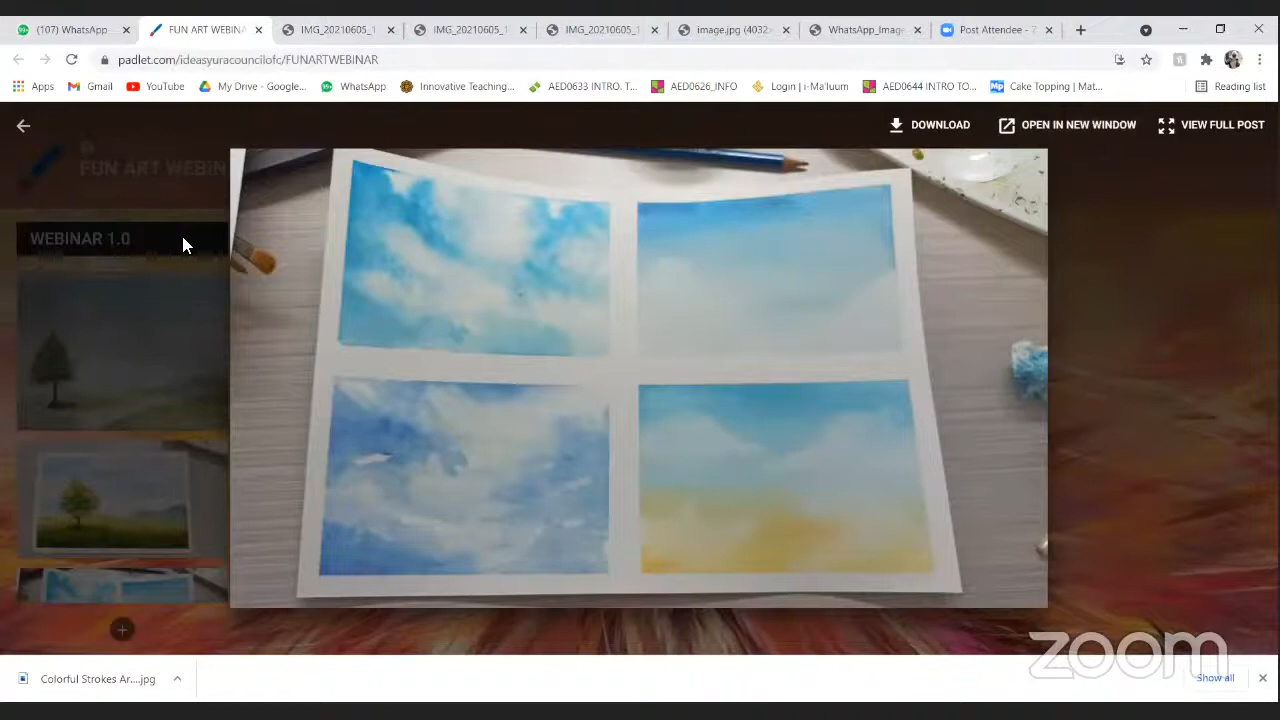 (107) WhatsApp
FUN ART WEBINA
IMG_20210605_1
IMG_20210605_1
IMG_20210605_1
image.jpg (4032×
WhatsApp_Image
Post Attendee - Z
padlet.com/ideasyuracouncilofc/FUNARTWEBINAR
Apps
Gmail
YouTube
My Drive - Googl...
WhatsApp
Innovative Teaching...
AED0633 INTRO. T...
AED0626_INFO
Login | i-Ma'luum
AED0644 INTRO TO...
Cake Topping | Mat...
Reading list
DOWNLOAD
OPEN IN NEW WINDOW
VIEW FULL POST
FUN ART WEBIN
WEBINAR 1.0
zoom
Colorful Strokes Ar....jpg
Show all